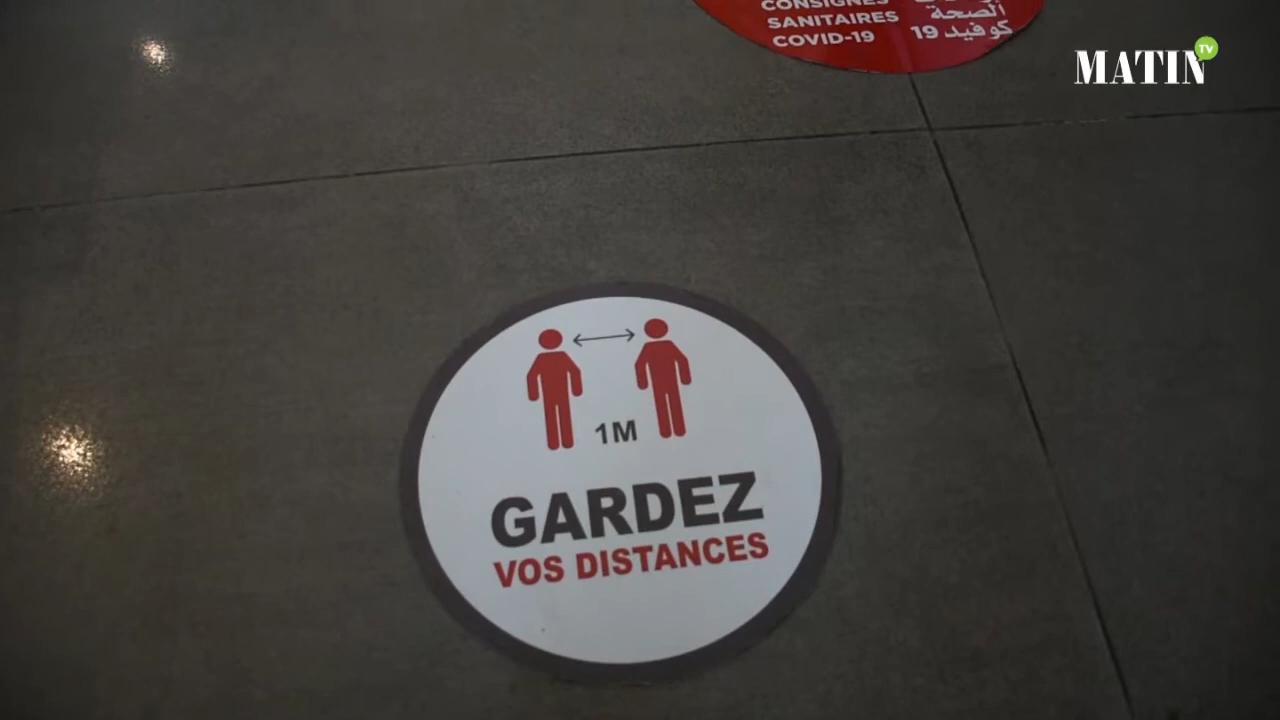 CONSIGNES
SANITAIRES
COVID-19
الصحة
كوفيد 19
MATIN TV
1M
GARDEZ
VOS DISTANCES